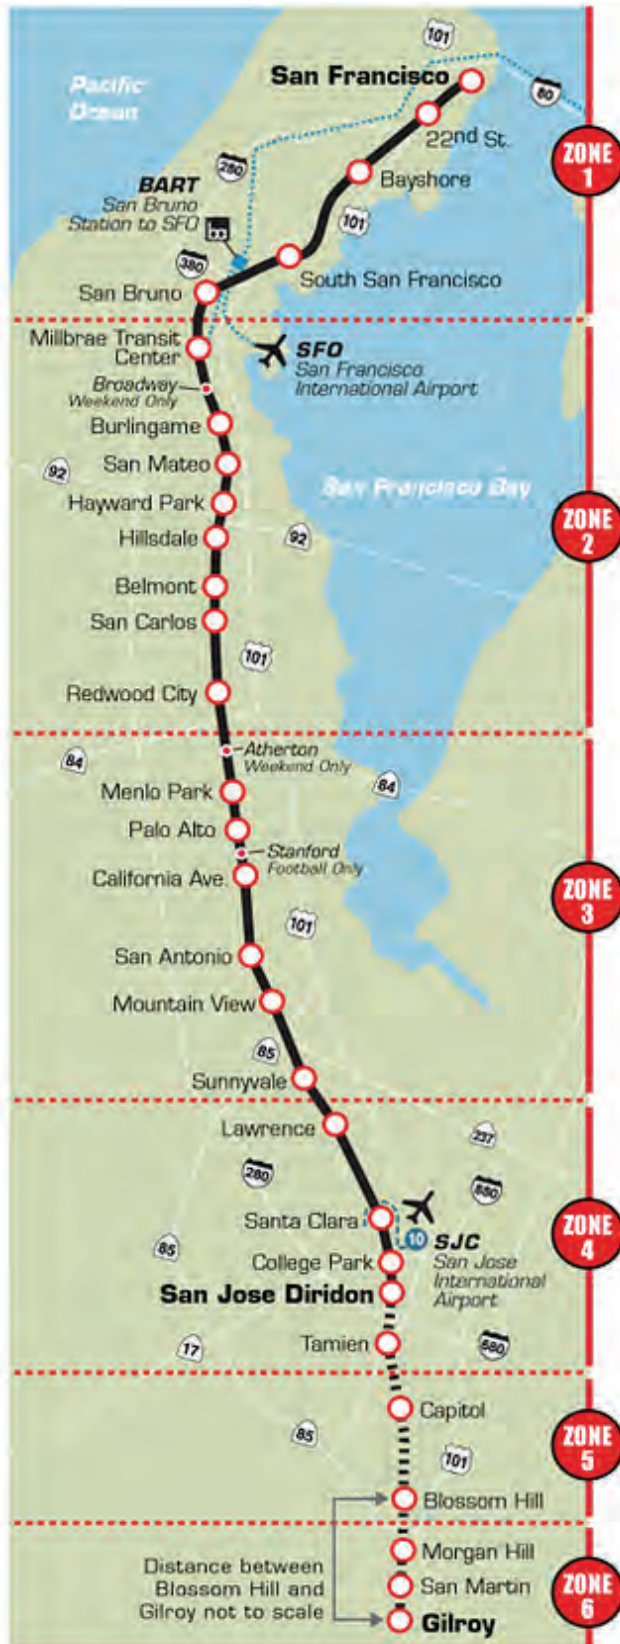 101
Pacific
Ocean
San Francisco
80
22nd St.
ZONE
1
280
Bayshore
BART
San Bruno
Station to SFO
101
380
South San Francisco
San Bruno
Millbrae Transit
Center
SFO
San Francisco
International Airport
Broadway
Weekend Only
Burlingame
San Mateo
92
San Francisco Bay
Hayward Park
ZONE
2
Hillsdale
92
Belmont
San Carlos
101
Redwood City
Atherton
Weekend Only
84
84
Menlo Park
Palo Alto
Stanford
Football Only
California Ave.
ZONE
3
101
San Antonio
Mountain View
85
Sunnyvale
Lawrence
237
280
880
Santa Clara
10
SJC
San Jose
International
Airport
85
College Park
ZONE
4
San Jose Diridon
Tamien
17
680
Capitol
85
ZONE
5
101
Blossom Hill
Morgan Hill
Distance between
Blossom Hill and
Gilroy not to scale
San Martin
ZONE
6
Gilroy